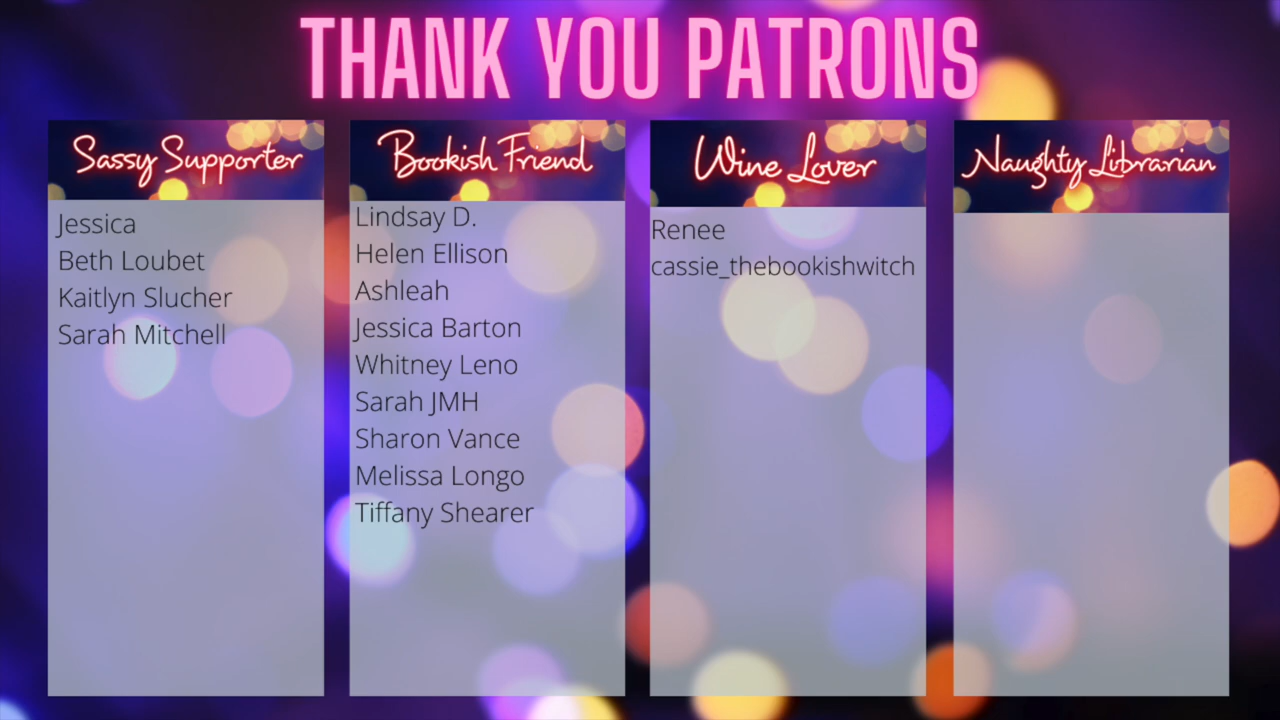 THANK YOU PATRONS
Sassy Supporter
Jessica
Beth Loubet
Kaitlyn Slucher
Sarah Mitchell
Bookish Friend
Lindsay D.
Helen Ellison
Ashleah
Jessica Barton
Whitney Leno
Sarah JMH
Sharon Vance
Melissa Longo
Tiffany Shearer
Wine Lover
Renee
cassie_thebookishwitch
Naughty Librarian